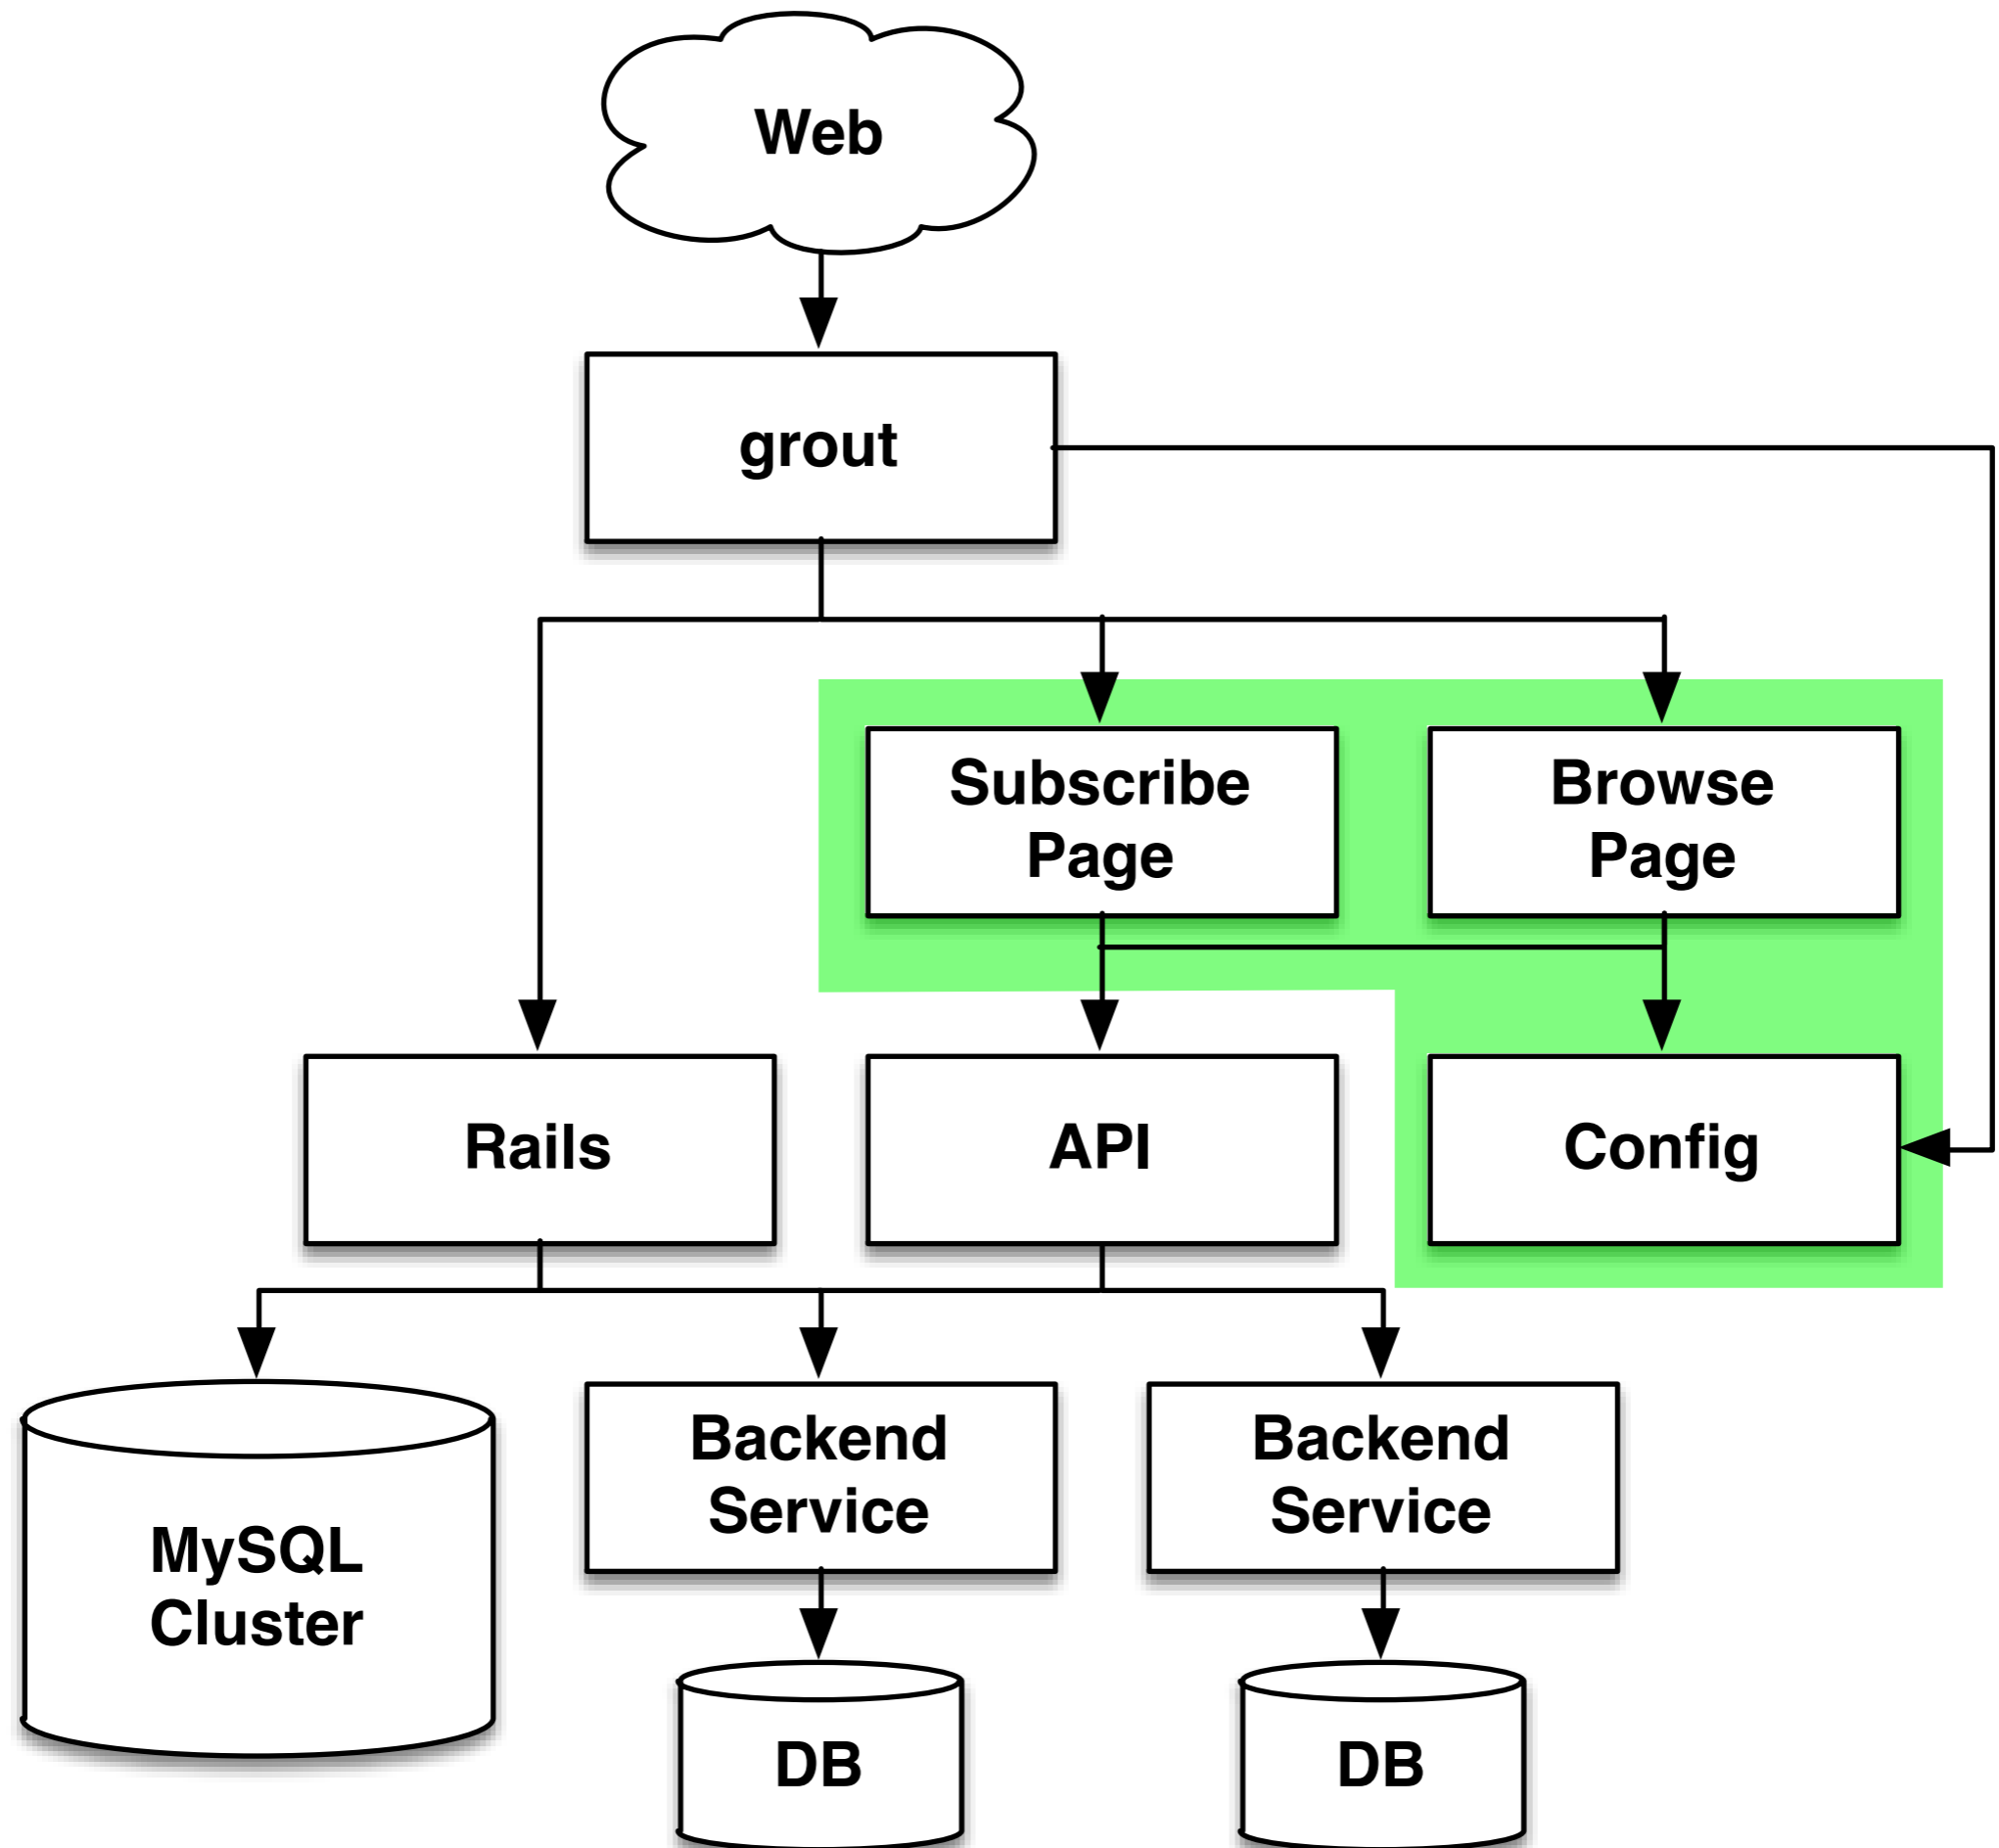 Web
grout
Subscribe
Page
Browse
Page
Rails
API
Config
MySQL
Cluster
Backend
Service
Backend
Service
DB
DB